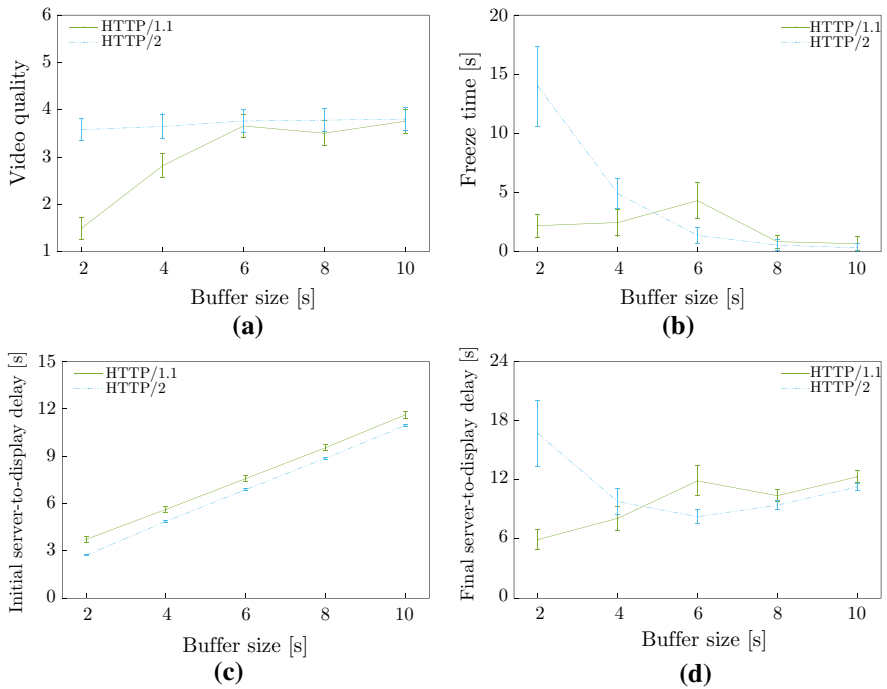 Video quality
6
5
4
3
2
1
HTTP/1.1
HTTP/2
2 4 6 8 10
Buffer size [s]
(a)
Freeze time [s]
20
15
10
5
0
HTTP/1.1
HTTP/2
2 4 6 8 10
Buffer size [s]
(b)
Initial server-to-display delay [s]
15
12
9
6
3
0
HTTP/1.1
HTTP/2
2 4 6 8 10
Buffer size [s]
(c)
Final server-to-display delay [s]
24
18
12
6
0
HTTP/1.1
HTTP/2
2 4 6 8 10
Buffer size [s]
(d)